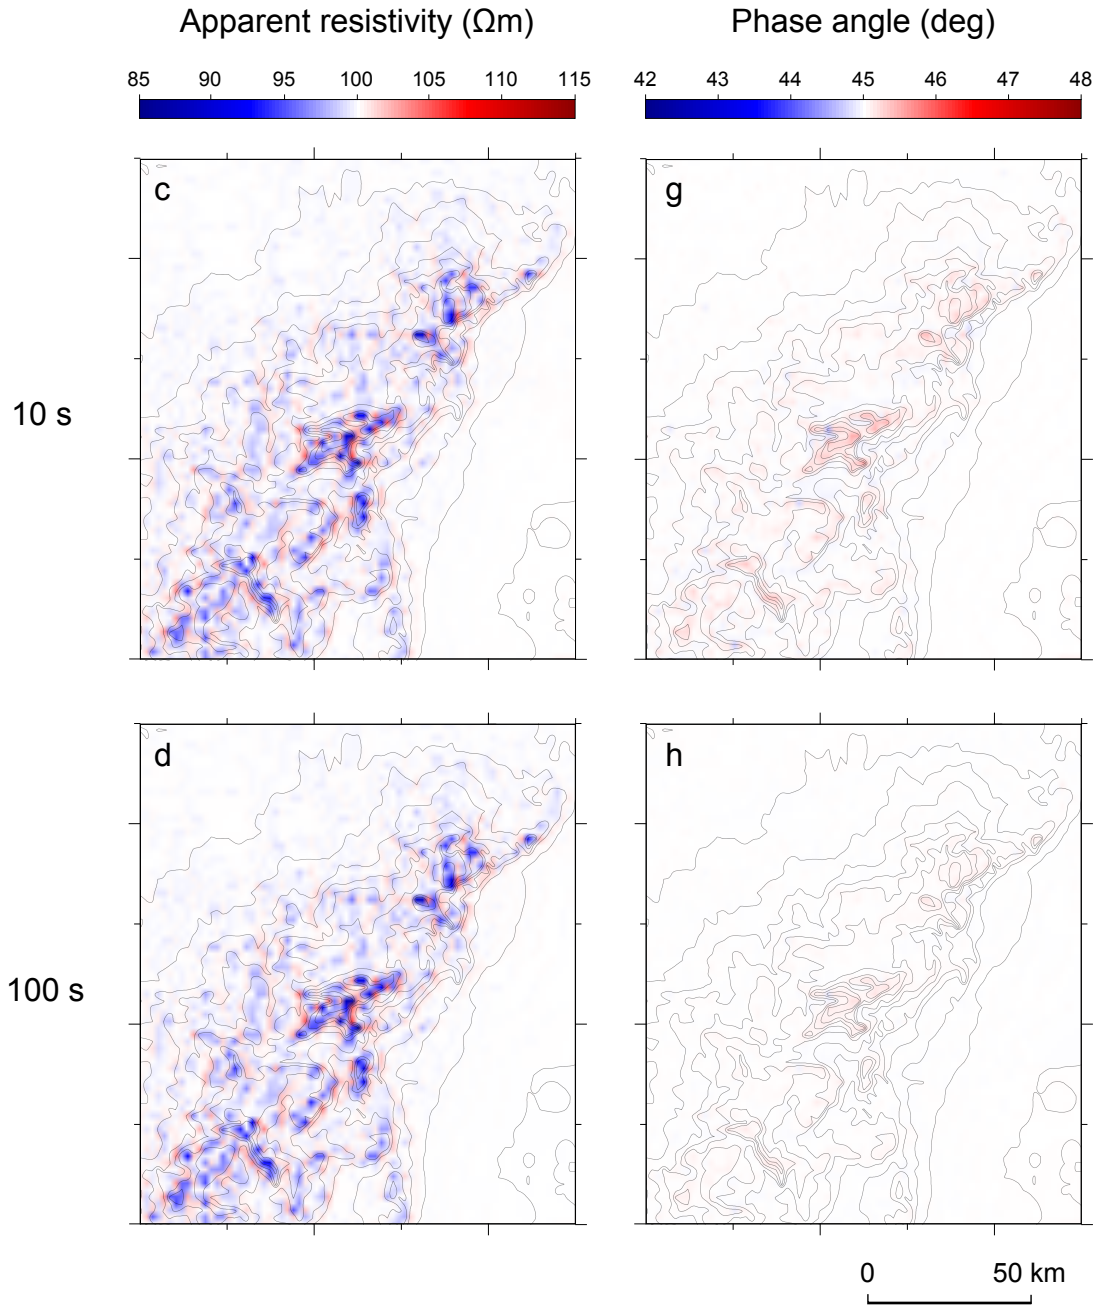 Apparent resistivity (Ωm) Phase angle (deg)
85 90 95 100 105 110 115 42 43 44 45 46 47 48
c g
10 s
d h
100 s
0 50 km